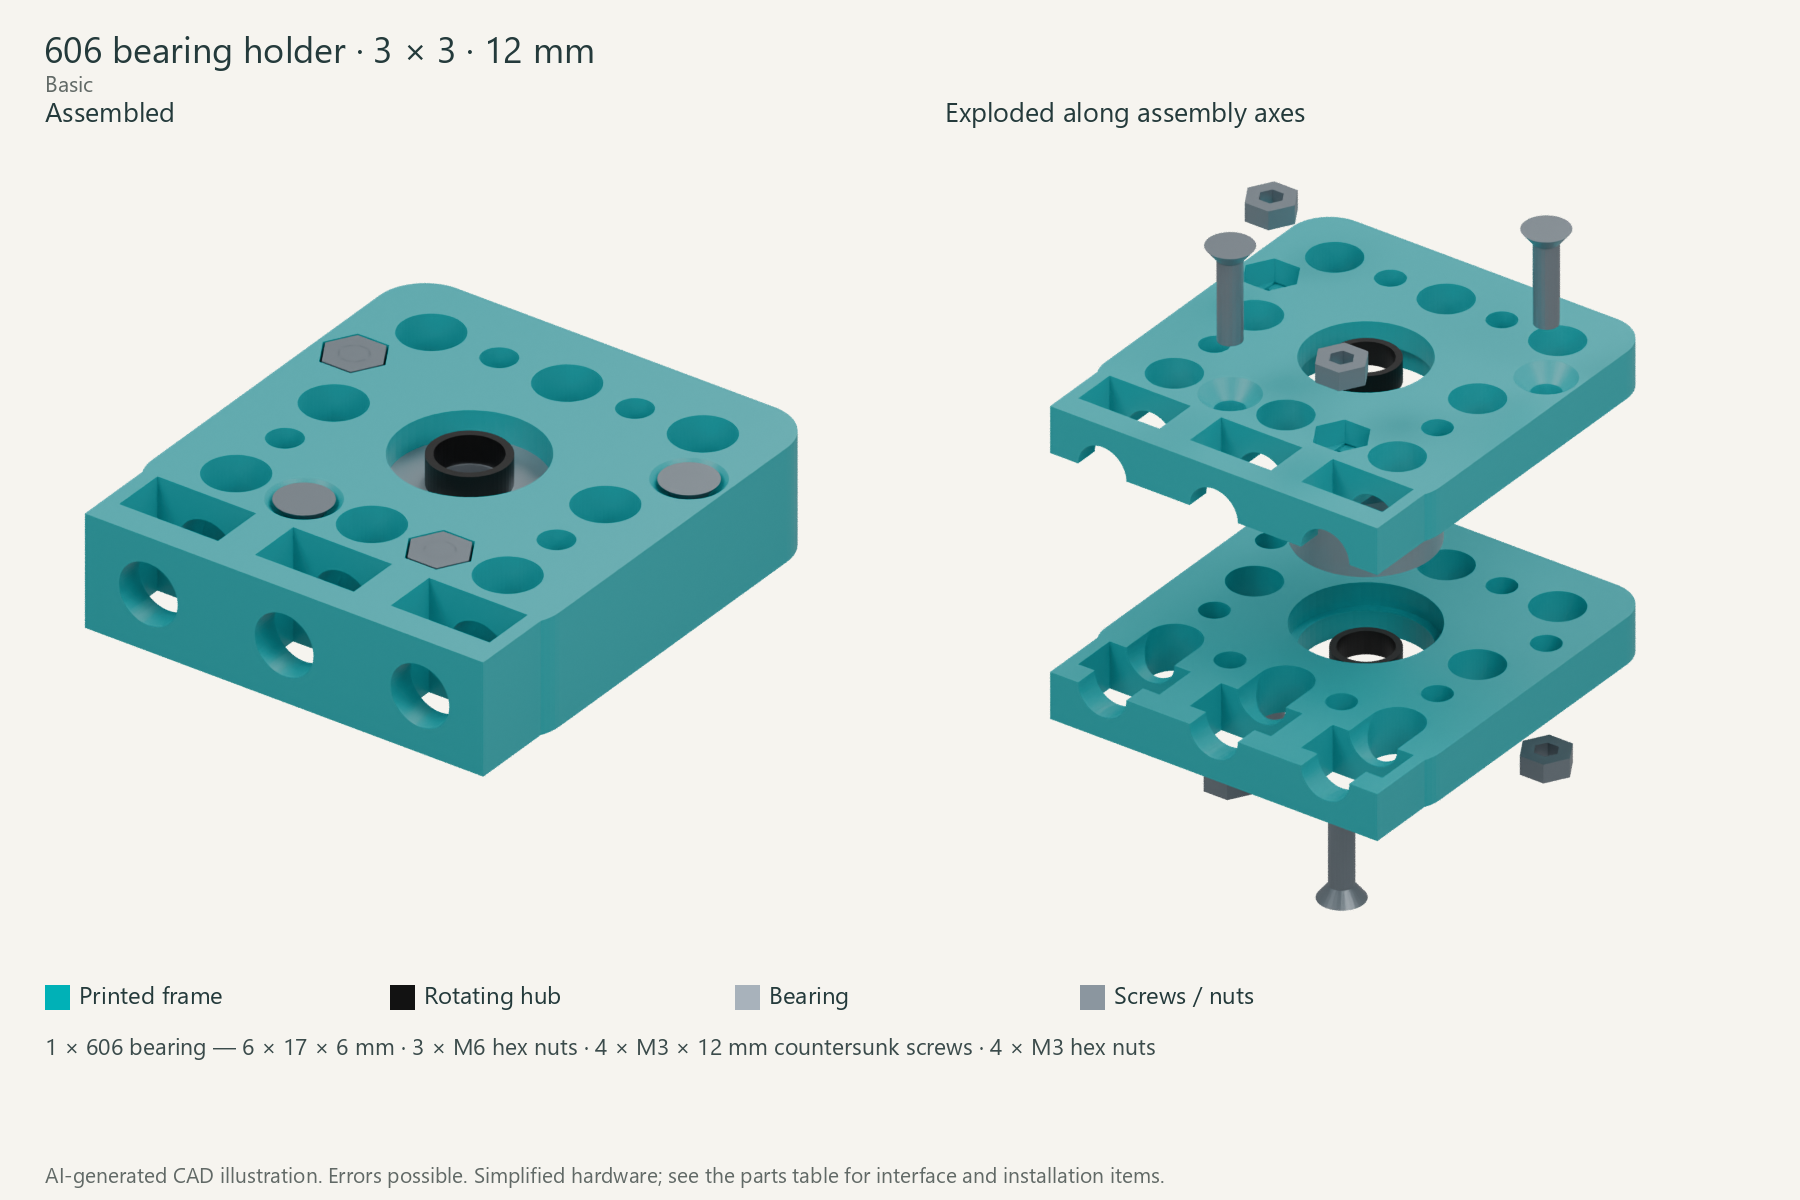 606 bearing holder · 3 × 3 · 12 mm
Basic
Assembled
Exploded along assembly axes
Printed frame
Rotating hub
Bearing
Screws / nuts
1 × 606 bearing — 6 × 17 × 6 mm · 3 × M6 hex nuts · 4 × M3 × 12 mm countersunk screws · 4 × M3 hex nuts
AI-generated CAD illustration. Errors possible. Simplified hardware; see the parts table for interface and installation items.